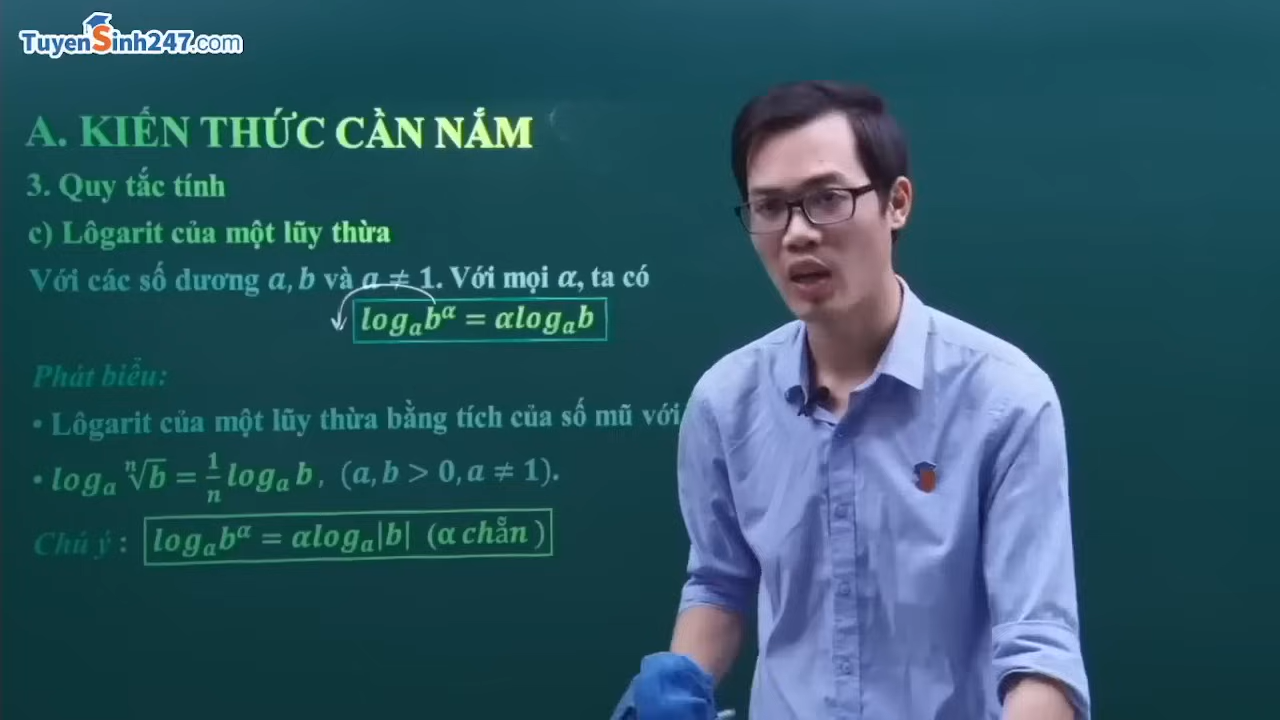 TuyenSinh247.com
A. KIẾN THỨC CẦN NẮM
3. Quy tắc tính
c) Lôgarit của một lũy thừa
Với các số dương a, b và a ≠ 1. Với mọi α, ta có
logₐb^α = αlogₐb
Phát biểu:
• Lôgarit của một lũy thừa bằng tích của số mũ với
• logₐ ⁿ√b = 1/n logₐ b, (a, b > 0, a ≠ 1).
Chú ý : logₐb^α = αlogₐ|b| (α chẵn )